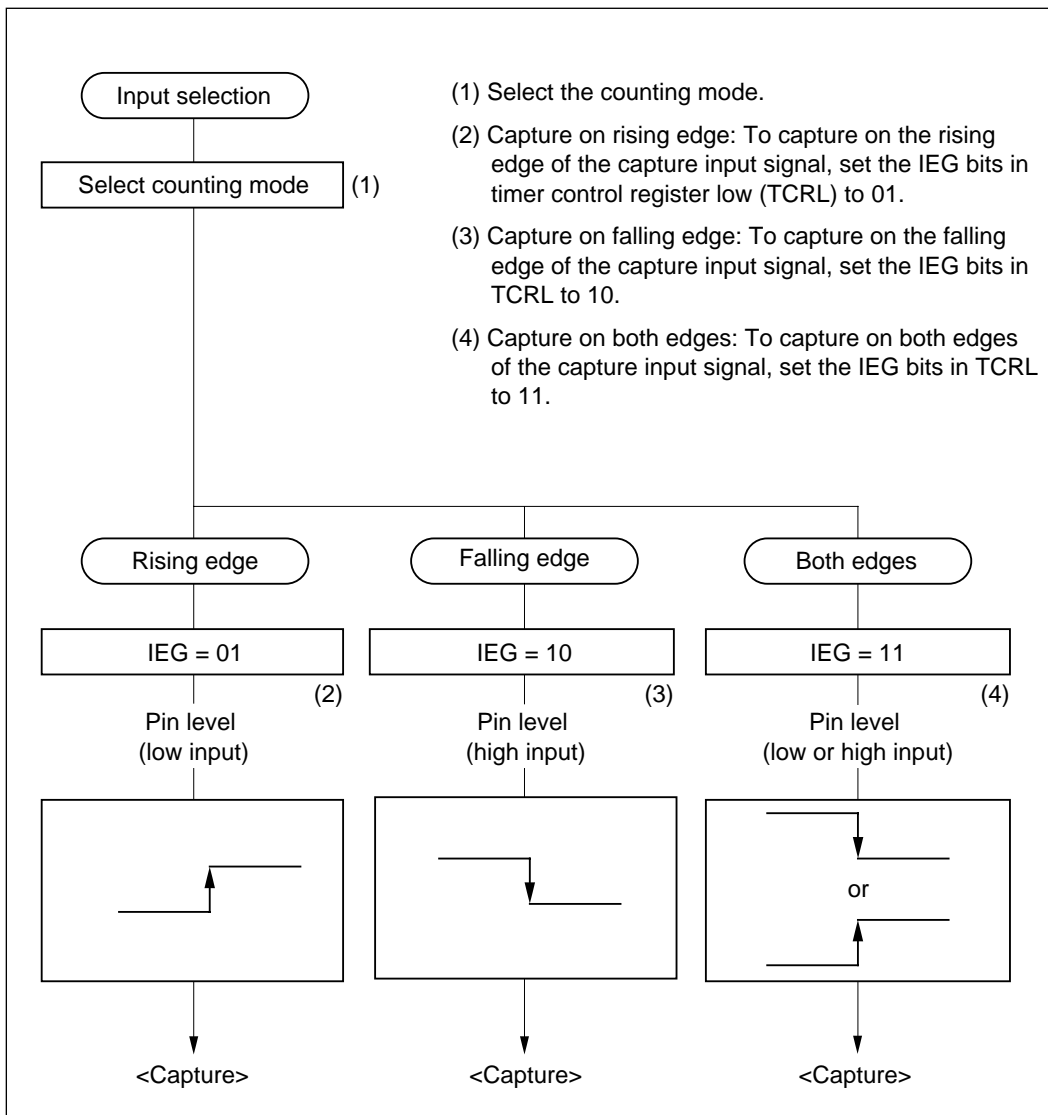 Input selection
Select counting mode
(1)
(1) Select the counting mode.
(2) Capture on rising edge: To capture on the rising
edge of the capture input signal, set the IEG bits in
timer control register low (TCRL) to 01.
(3) Capture on falling edge: To capture on the falling
edge of the capture input signal, set the IEG bits in
TCRL to 10.
(4) Capture on both edges: To capture on both edges
of the capture input signal, set the IEG bits in TCRL
to 11.
Rising edge
Falling edge
Both edges
IEG = 01
IEG = 10
IEG = 11
(2)
(3)
(4)
Pin level
(low input)
Pin level
(high input)
Pin level
(low or high input)
or
<Capture>
<Capture>
<Capture>